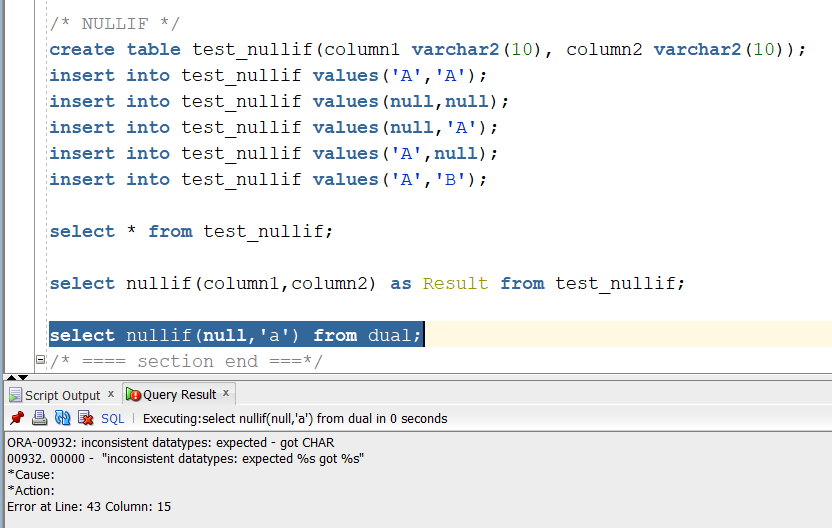 /* NULLIF */
create table test_nullif(column1 varchar2(10), column2 varchar2(10));
insert into test_nullif values('A','A');
insert into test_nullif values(null,null);
insert into test_nullif values(null,'A');
insert into test_nullif values('A',null);
insert into test_nullif values('A','B');
select * from test_nullif;
select nullif(column1,column2) as Result from test_nullif;
select nullif(null,'a') from dual;
/* ==== section end ===*/
Script Output x Query Result x
SQL | Executing:select nullif(null,'a') from dual in 0 seconds
ORA-00932: inconsistent datatypes: expected - got CHAR
00932. 00000 - "inconsistent datatypes: expected %s got %s"
*Cause:
*Action:
Error at Line: 43 Column: 15